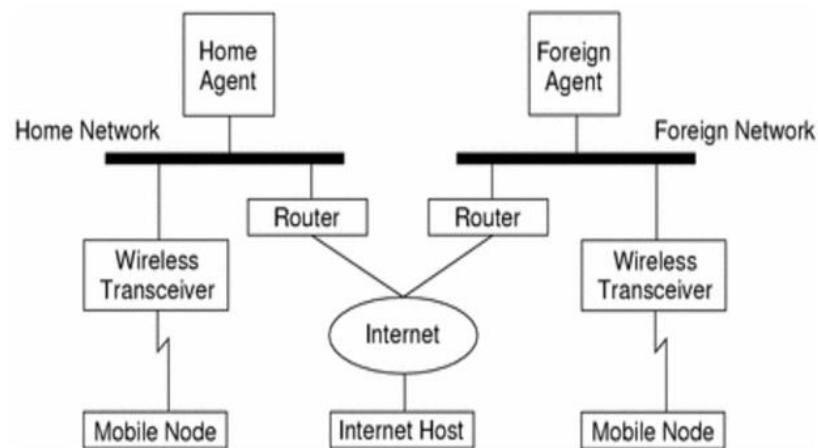 Home
Agent
Foreign
Agent
Home Network
Foreign Network
Router
Router
Wireless
Transceiver
Wireless
Transceiver
Internet
Mobile Node
Internet Host
Mobile Node